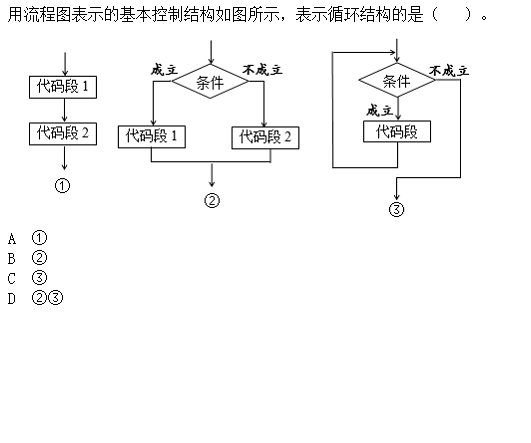 用流程图表示的基本控制结构如图所示，表示循环结构的是（  ）。
代码段1
代码段2
①
成立
不成立
条件
代码段1
代码段2
②
条件
不成立
成立
代码段
③
A ①
B ②
C ③
D ②③